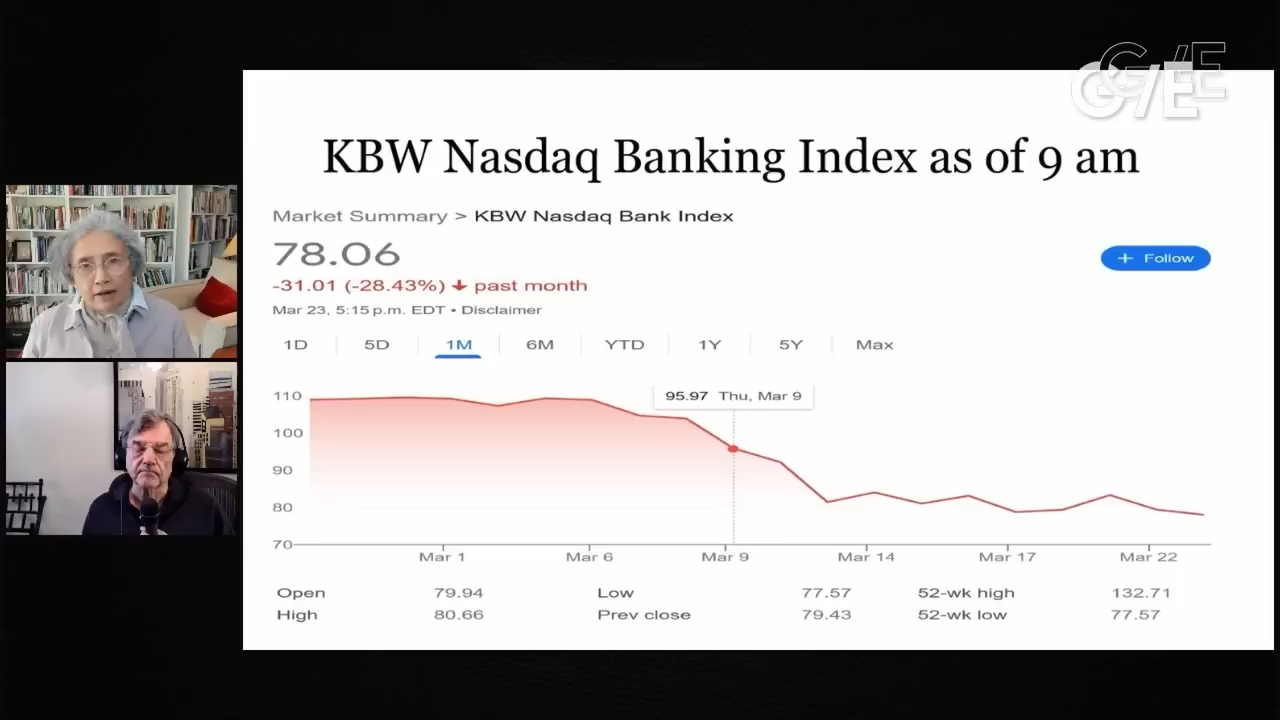 G/E
KBW Nasdaq Banking Index as of 9 am
Market Summary > KBW Nasdaq Bank Index
78.06
+ Follow
-31.01 (-28.43%) ↓ past month
Mar 23, 5:15 p.m. EDT • Disclaimer
1D 5D 1M 6M YTD 1Y 5Y Max
95.97 Thu, Mar 9
110
100
90
80
70
Mar 1 Mar 6 Mar 9 Mar 14 Mar 17 Mar 22
Open 79.94 Low 77.57 52-wk high 132.71
High 80.66 Prev close 79.43 52-wk low 77.57